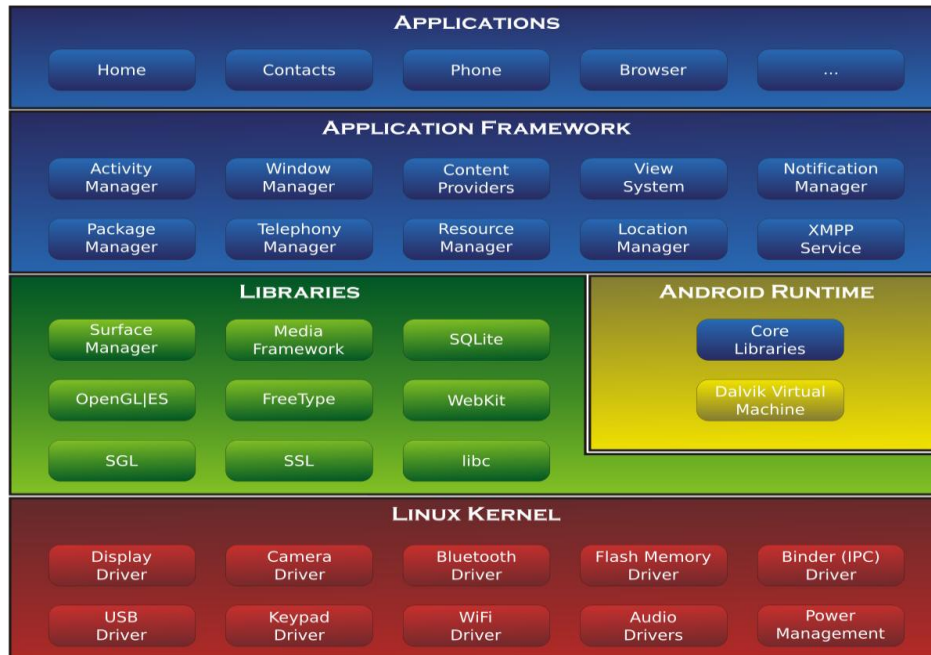 APPLICATIONS
Home
Contacts
Phone
Browser
...
APPLICATION FRAMEWORK
Activity
Manager
Window
Manager
Content
Providers
View
System
Notification
Manager
Package
Manager
Telephony
Manager
Resource
Manager
Location
Manager
XMPP
Service
LIBRARIES
Surface
Manager
Media
Framework
SQLite
OpenGL|ES
FreeType
WebKit
SGL
SSL
libc
ANDROID RUNTIME
Core
Libraries
Dalvik Virtual
Machine
LINUX KERNEL
Display
Driver
Camera
Driver
Bluetooth
Driver
Flash Memory
Driver
Binder (IPC)
Driver
USB
Driver
Keypad
Driver
WiFi
Driver
Audio
Drivers
Power
Management